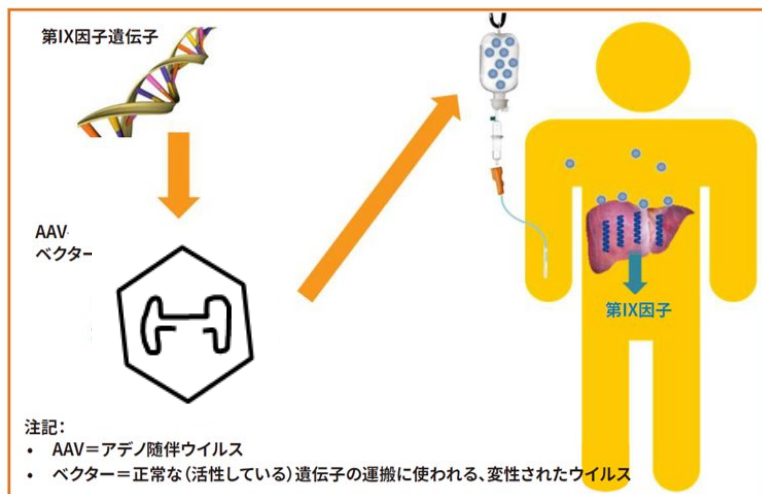 第IX因子遺伝子
AAV
ベクター
第IX因子
注記：
• AAV＝アデノ随伴ウイルス
• ベクター＝正常な（活性している）遺伝子の運搬に使われる、変性されたウイルス